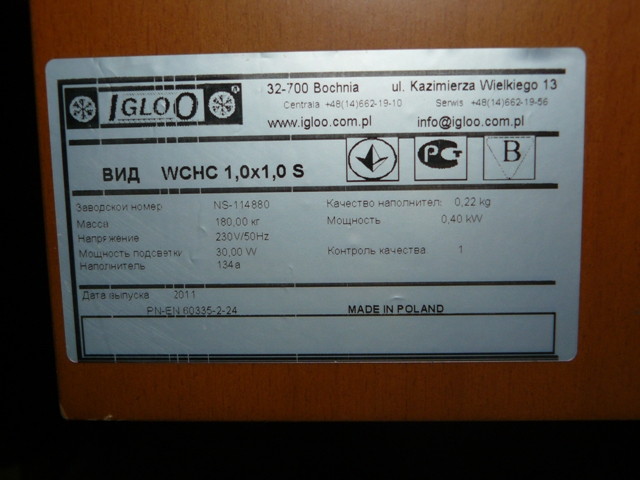 IGLOO ®
32-700 Bochnia ul. Kazimierza Wielkiego 13
Centrala +48(14)662-19-10 Serwis +48(14)662-19-56
www.igloo.com.pl info@igloo.com.pl
ВИД WCHC 1,0x1,0 S
РСТ B
Заводской номер NS-114880 Качество наполнител: 0,22 kg
Масса 180,00 кг Мощность 0,40 kW
Напряжение 230V/50Hz
Мощность подсветки 30,00 W Контроль качества 1
Наполнитель 134a
Дата выпуска 2011
PN-EN 60335-2-24 MADE IN POLAND